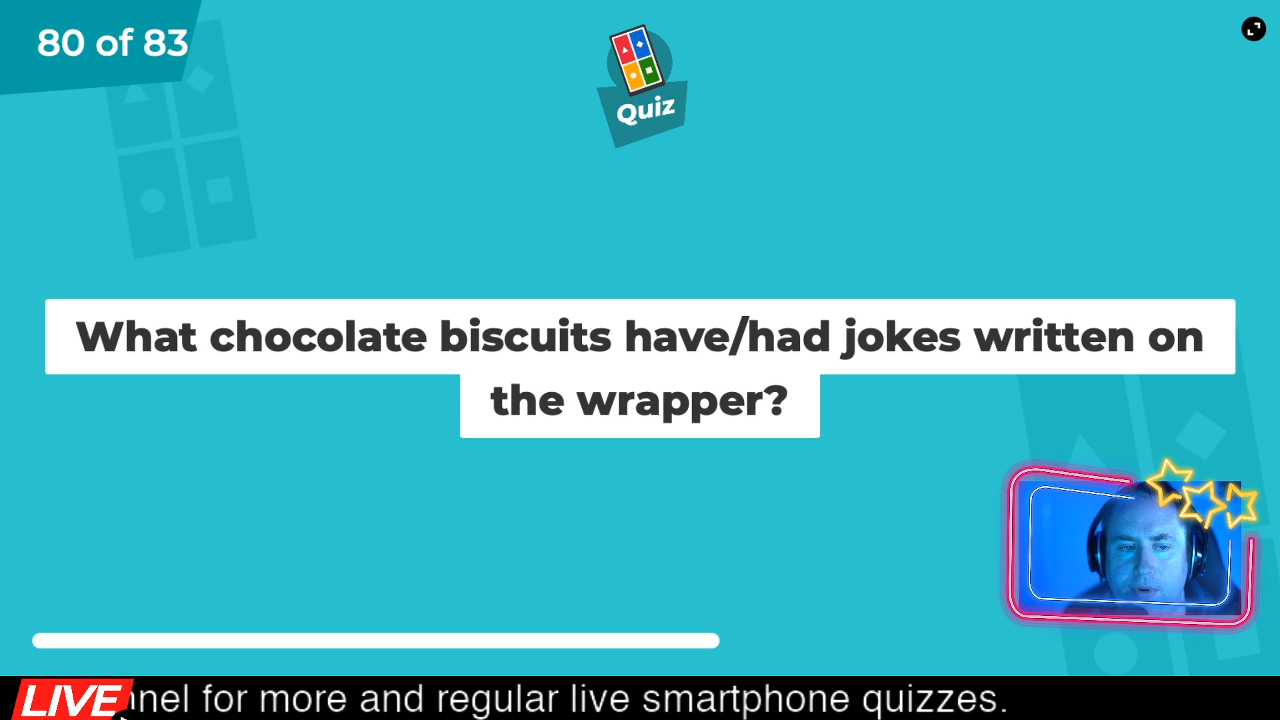 80 of 83
Quiz
What chocolate biscuits have/had jokes written on
the wrapper?
LIVE
nnel for more and regular live smartphone quizzes.